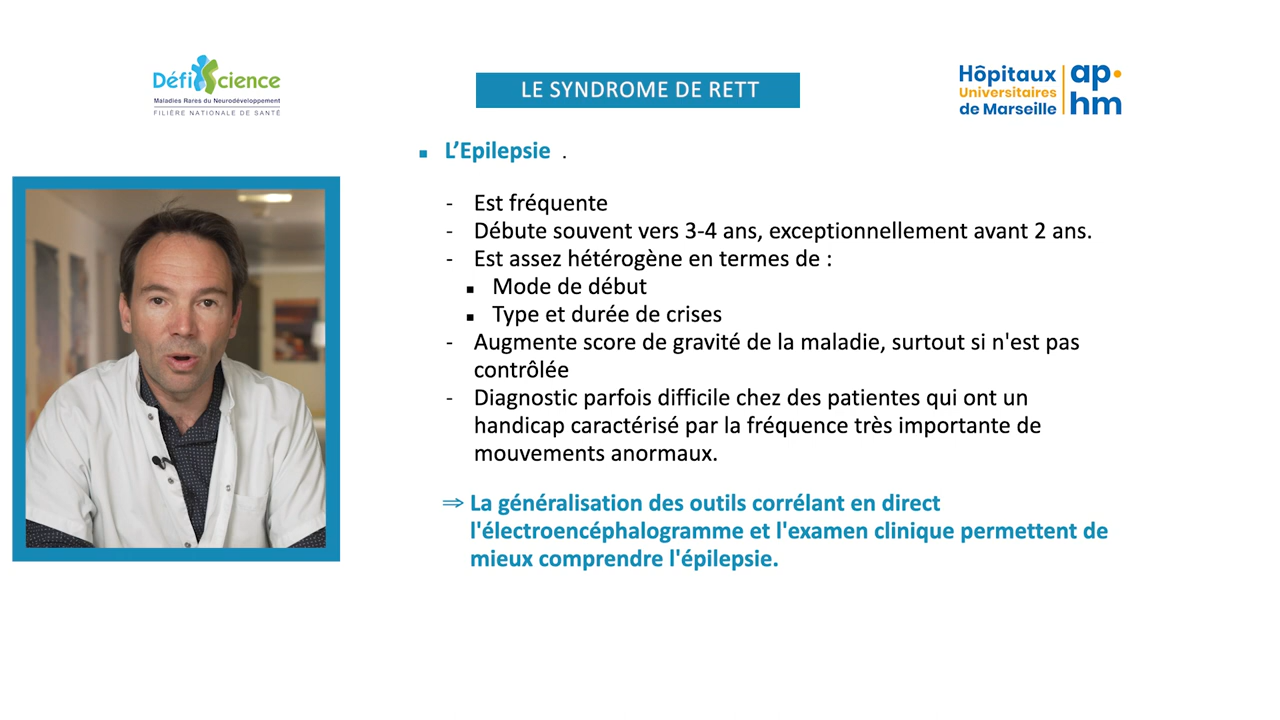 DéfiScience
Maladies Rares du Neurodéveloppement
FILIÈRE NATIONALE DE SANTÉ
LE SYNDROME DE RETT
Hôpitaux
Universitaires
de Marseille
ap·
hm
▪ L’Epilepsie .
- Est fréquente
- Débute souvent vers 3-4 ans, exceptionnellement avant 2 ans.
- Est assez hétérogène en termes de :
▪ Mode de début
▪ Type et durée de crises
- Augmente score de gravité de la maladie, surtout si n'est pas
contrôlée
- Diagnostic parfois difficile chez des patientes qui ont un
handicap caractérisé par la fréquence très importante de
mouvements anormaux.
⇒ La généralisation des outils corrélant en direct
l'électroencéphalogramme et l'examen clinique permettent de
mieux comprendre l'épilepsie.